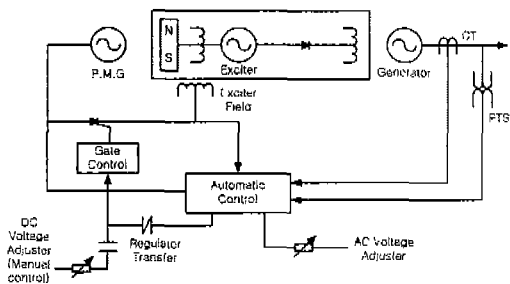 N
S
P.M.G
Exciter
Generator
CT
Exciter
Field
PTS
Gate
Control
Automatic
Control
DC
Voltage
Adjuster
(Manual
control)
Regulator
Transfer
AC Voltage
Adjuster